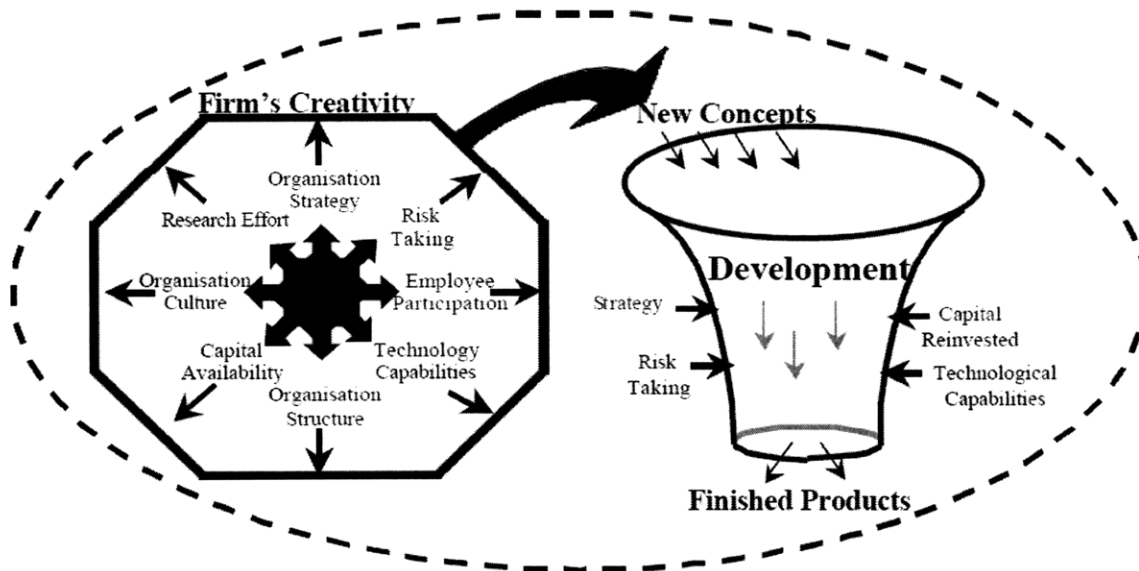 Firm's Creativity
Organisation
Strategy
Risk
Taking
Employee
Participation
Technology
Capabilities
Organisation
Structure
Capital
Availability
Organisation
Culture
Research Effort
New Concepts
Development
Strategy
Risk
Taking
Capital
Reinvested
Technological
Capabilities
Finished Products